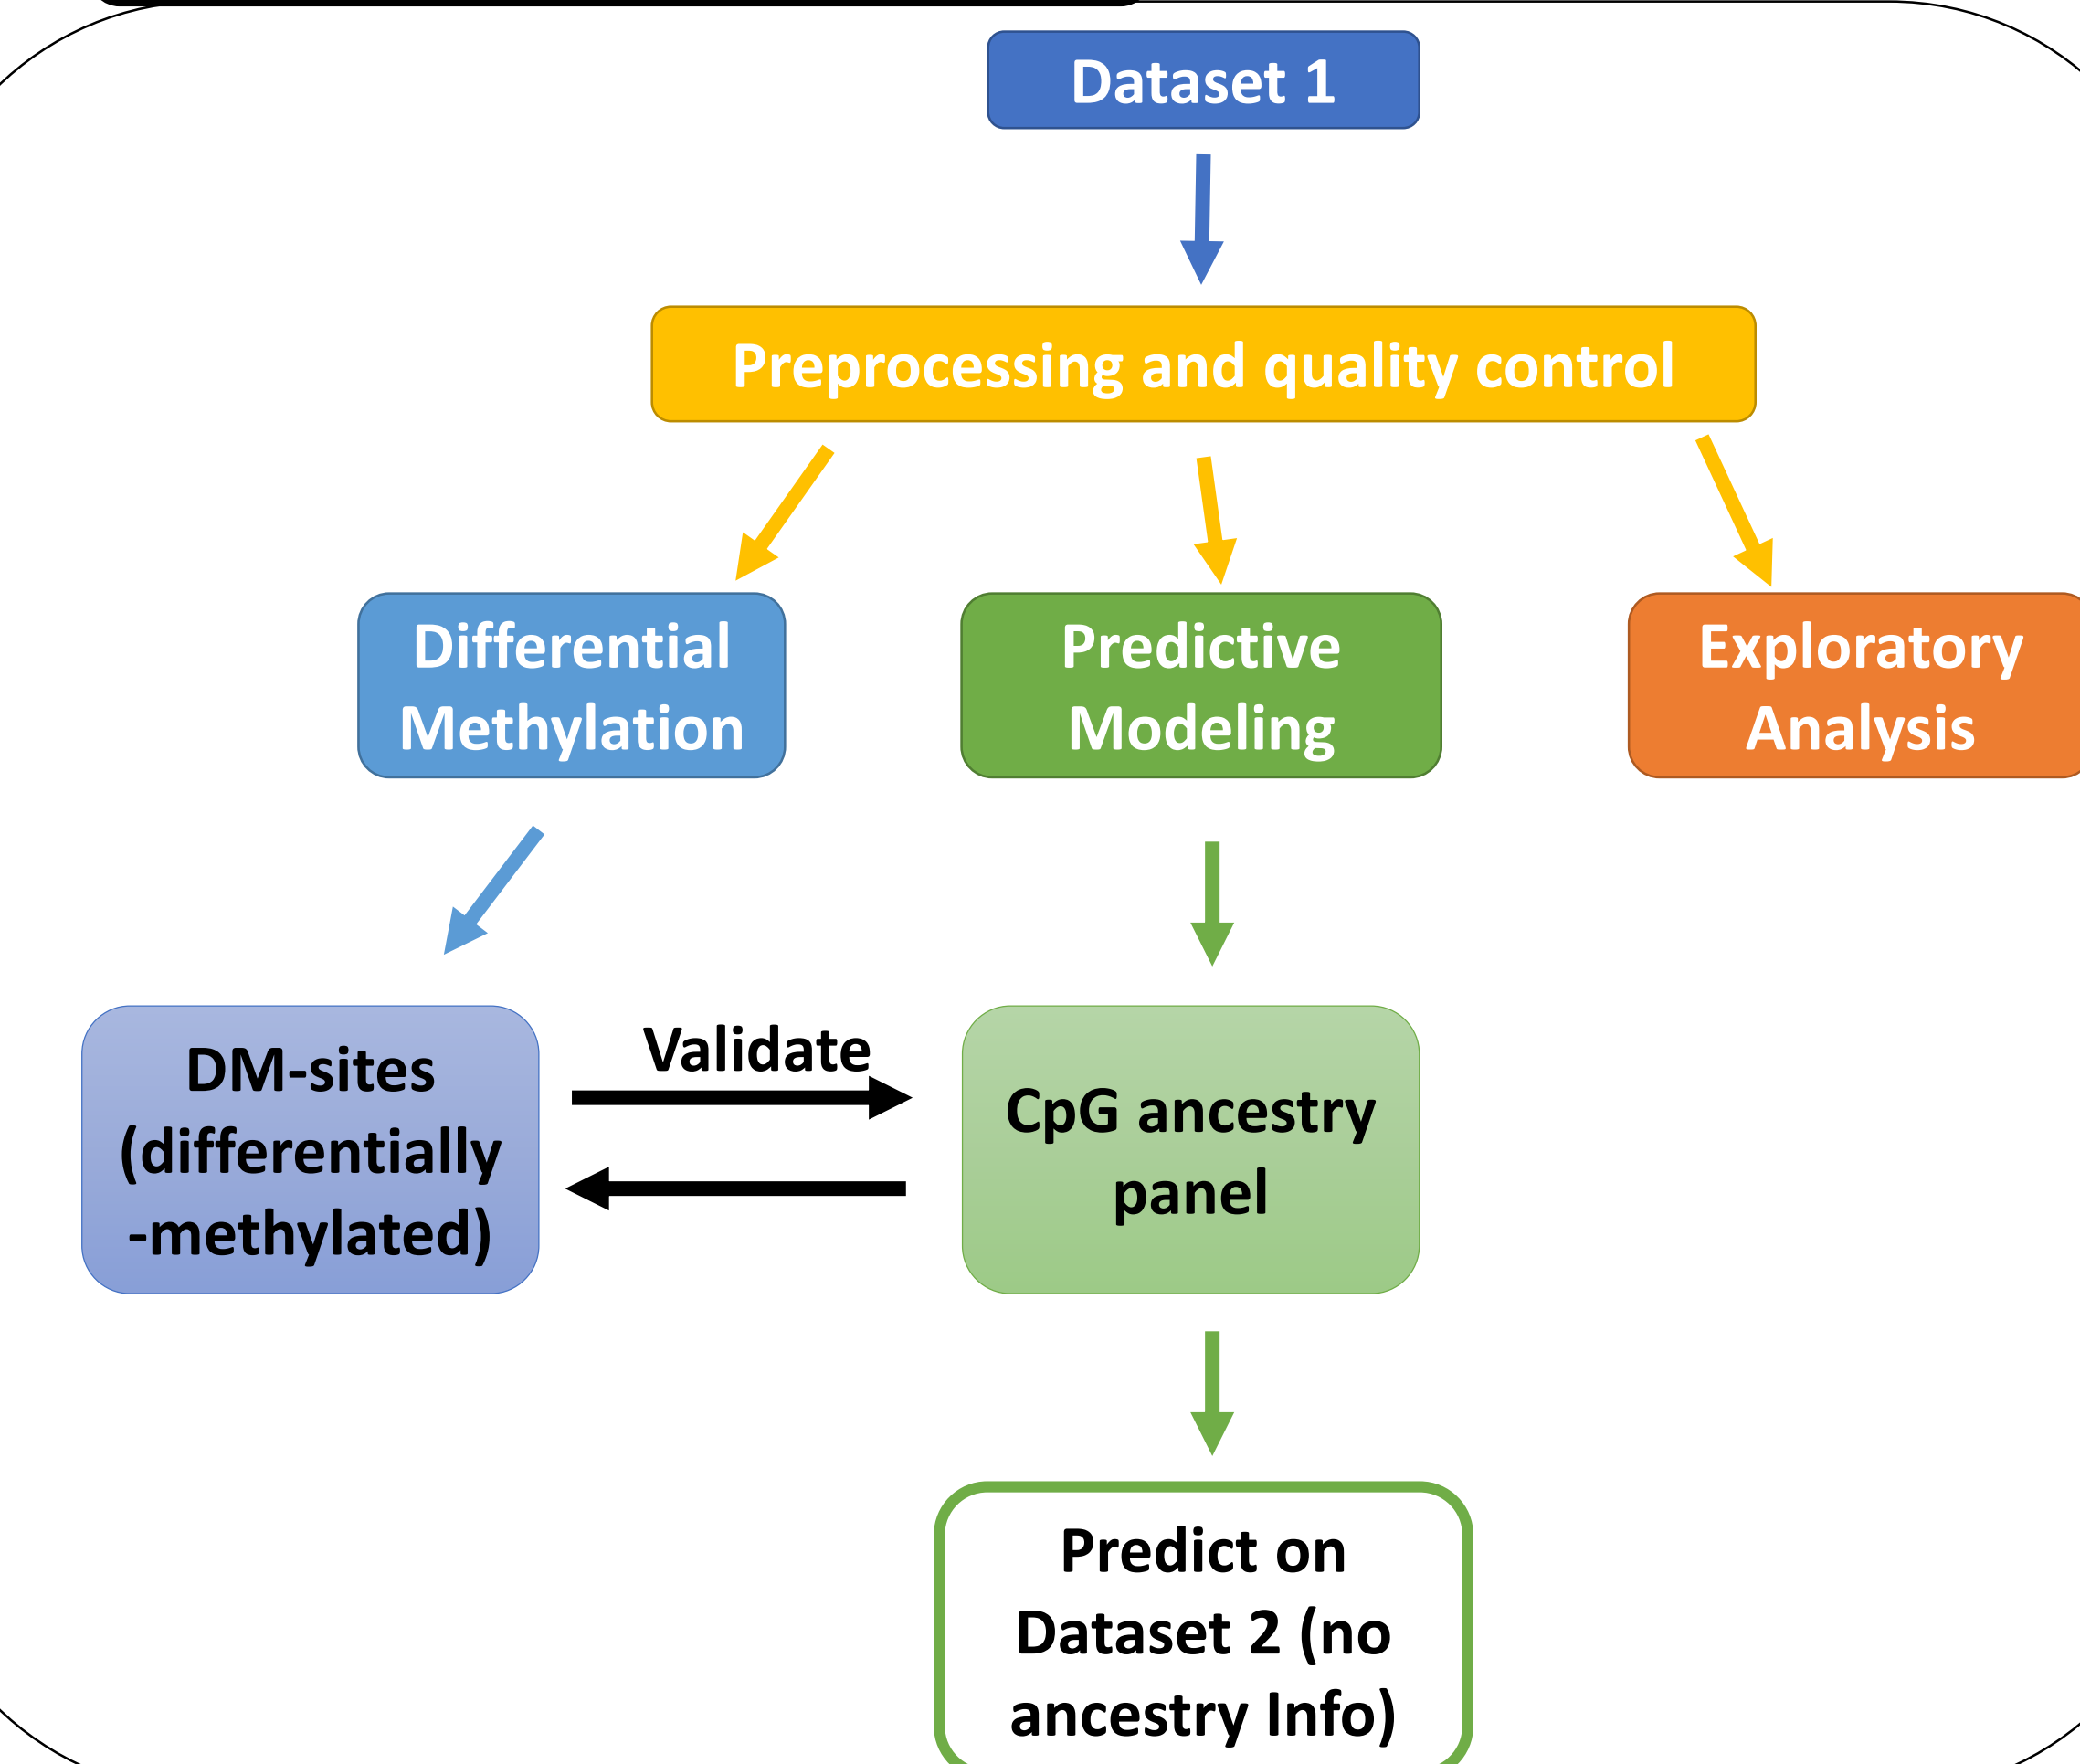 Dataset 1
Preprocessing and quality control
Differential
Methylation
Predictive
Modeling
Exploratory
Analysis
DM-sites
(differentially
-methylated)
Validate
CpG ancestry
panel
Predict on
Dataset 2 (no
ancestry Info)